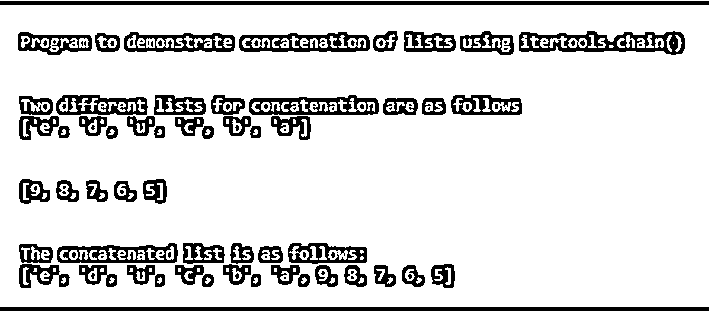 Program to demonstrate concatenation of lists using itertools.chain()
Two different lists for concatenation are as follows
['e', 'd', 'u', 'c', 'b', 'a']
[9, 8, 7, 6, 5]
The concatenated list is as follows:
['e', 'd', 'u', 'c', 'b', 'a', 9, 8, 7, 6, 5]